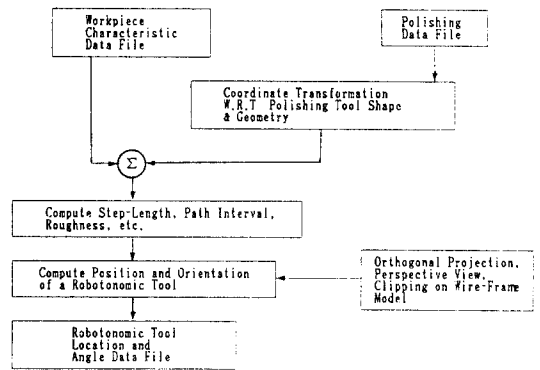 Workpiece
Characteristic
Data File
Polishing
Data File
Coordinate Transformation
W.R.T Polishing Tool Shape
& Geometry
Σ
Compute Step-Length, Path Interval,
Roughness, etc.
Compute Position and Orientation
of a Robotonomic Tool
Orthogonal Projection,
Perspective View,
Clipping on Wire-Frame
Model
Robotonomic Tool
Location and
Angle Data File